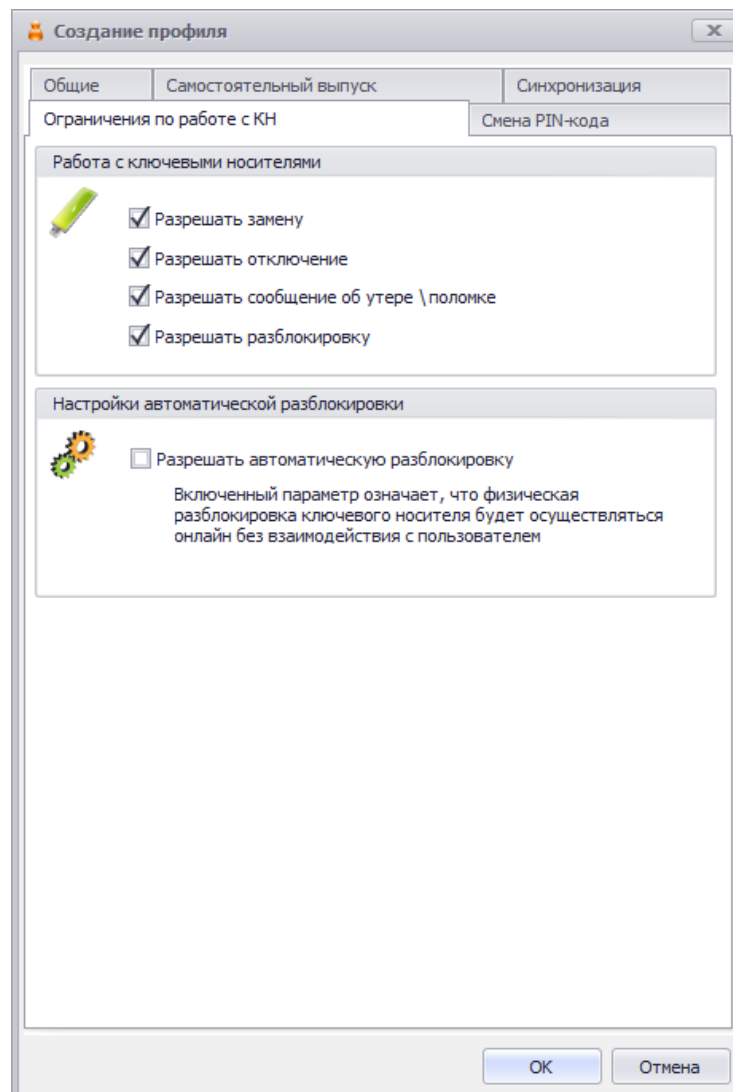 Создание профиля
Общие
Самостоятельный выпуск
Синхронизация
Ограничения по работе с КН
Смена PIN-кода
Работа с ключевыми носителями
Разрешать замену
Разрешать отключение
Разрешать сообщение об утере \ поломке
Разрешать разблокировку
Настройки автоматической разблокировки
Разрешать автоматическую разблокировку
Включенный параметр означает, что физическая
разблокировка ключевого носителя будет осуществляться
онлайн без взаимодействия с пользователем
OK
Отмена